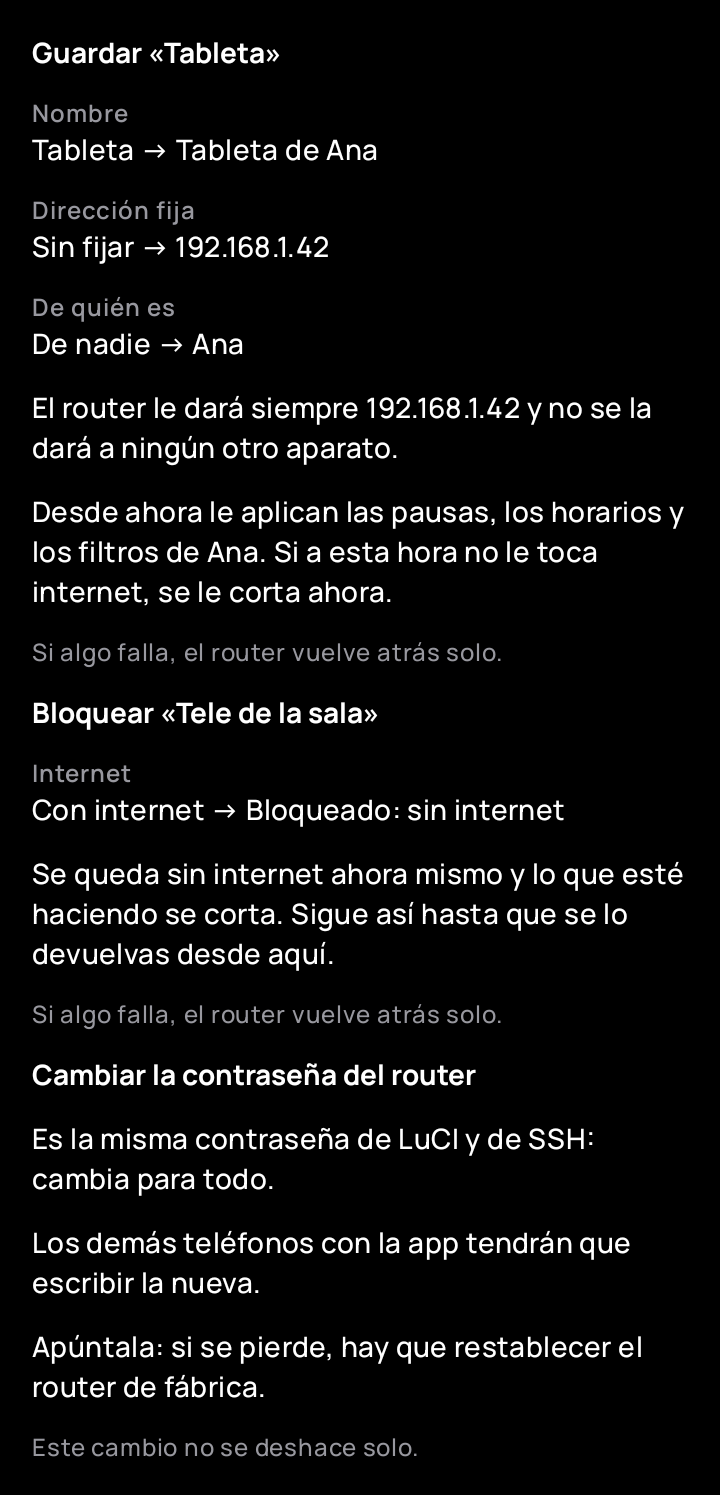 Guardar «Tableta»
Nombre
Tableta → Tableta de Ana
Dirección fija
Sin fijar → 192.168.1.42
De quién es
De nadie → Ana
El router le dará siempre 192.168.1.42 y no se la
dará a ningún otro aparato.
Desde ahora le aplican las pausas, los horarios y
los filtros de Ana. Si a esta hora no le toca
internet, se le corta ahora.
Si algo falla, el router vuelve atrás solo.
Bloquear «Tele de la sala»
Internet
Con internet → Bloqueado: sin internet
Se queda sin internet ahora mismo y lo que esté
haciendo se corta. Sigue así hasta que se lo
devuelvas desde aquí.
Si algo falla, el router vuelve atrás solo.
Cambiar la contraseña del router
Es la misma contraseña de LuCI y de SSH:
cambia para todo.
Los demás teléfonos con la app tendrán que
escribir la nueva.
Apúntala: si se pierde, hay que restablecer el
router de fábrica.
Este cambio no se deshace solo.